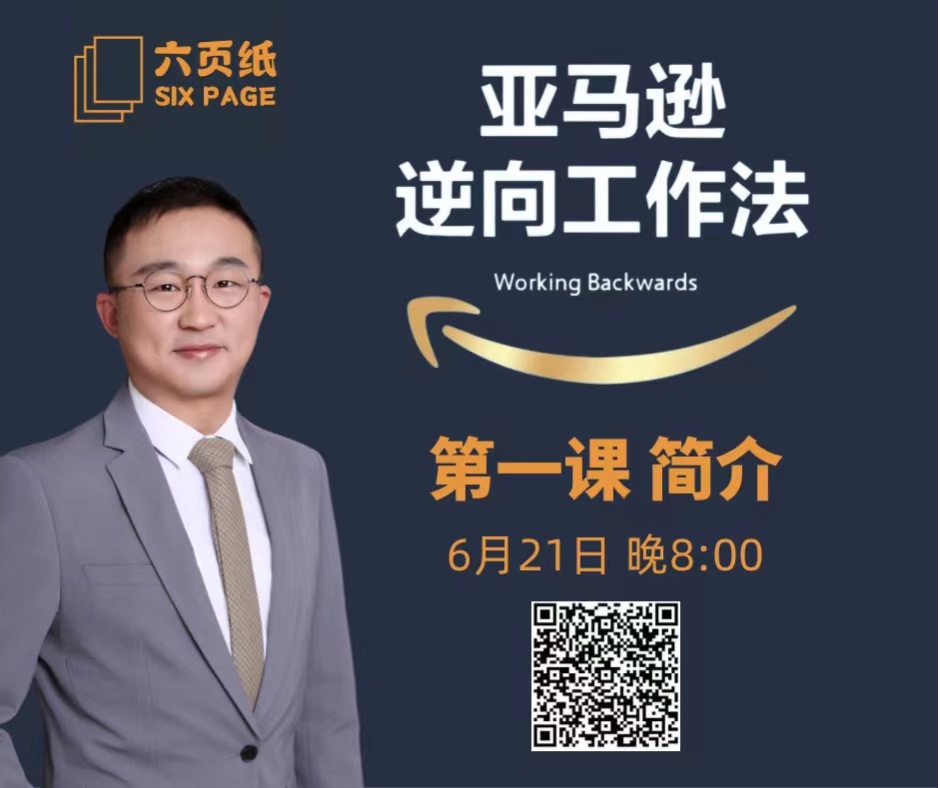 六页纸
SIX PAGE
亚马逊
逆向工作法
Working Backwards
第一课 简介
6月21日 晚8:00